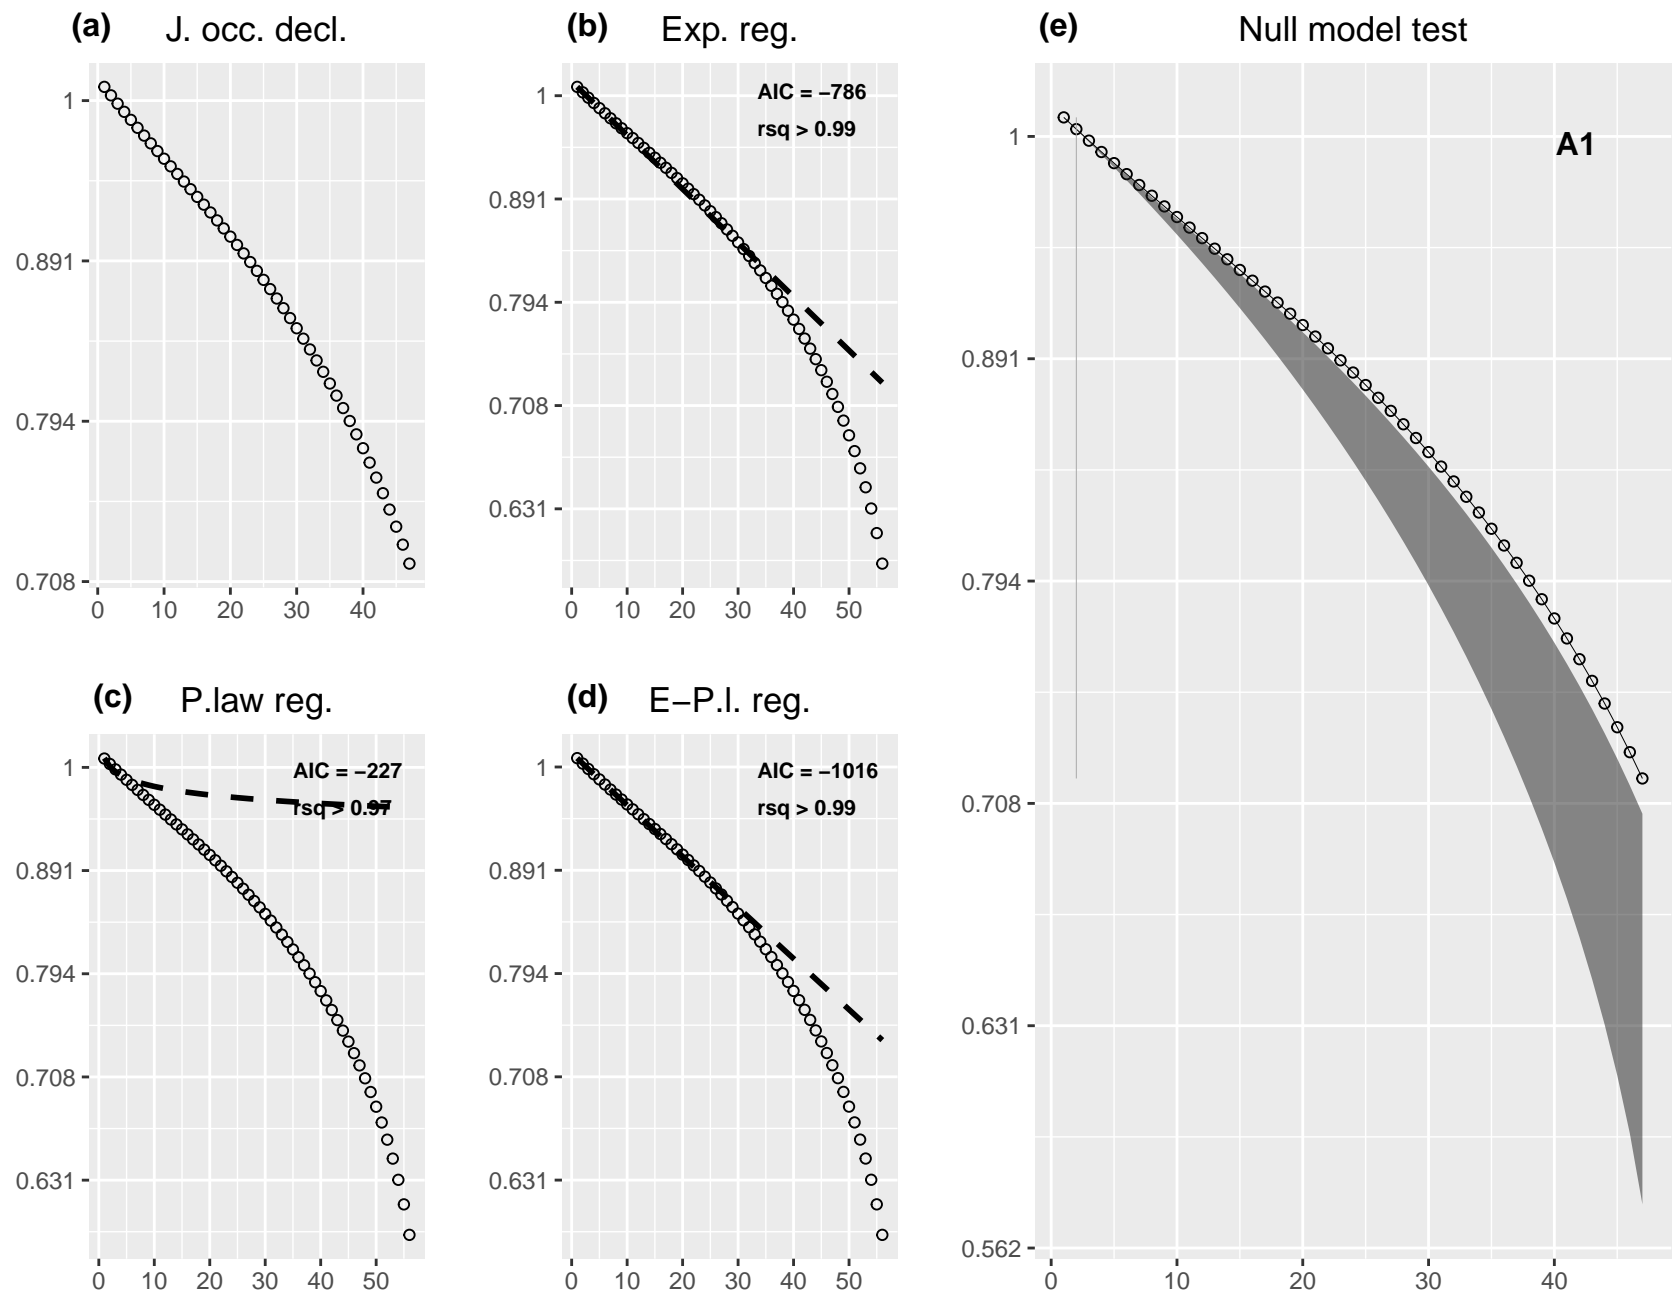 (a) J. occ. decl.
1
0.891
0.794
0.708
0 10 20 30 40
(b) Exp. reg.
AIC = −786
rsq > 0.99
1
0.891
0.794
0.708
0.631
0 10 20 30 40 50
(c) P.law reg.
AIC = −227
rsq > 0.97
1
0.891
0.794
0.708
0.631
0 10 20 30 40 50
(d) E−P.l. reg.
AIC = −1016
rsq > 0.99
1
0.891
0.794
0.708
0.631
0 10 20 30 40 50
(e) Null model test
A1
1
0.891
0.794
0.708
0.631
0.562
0 10 20 30 40